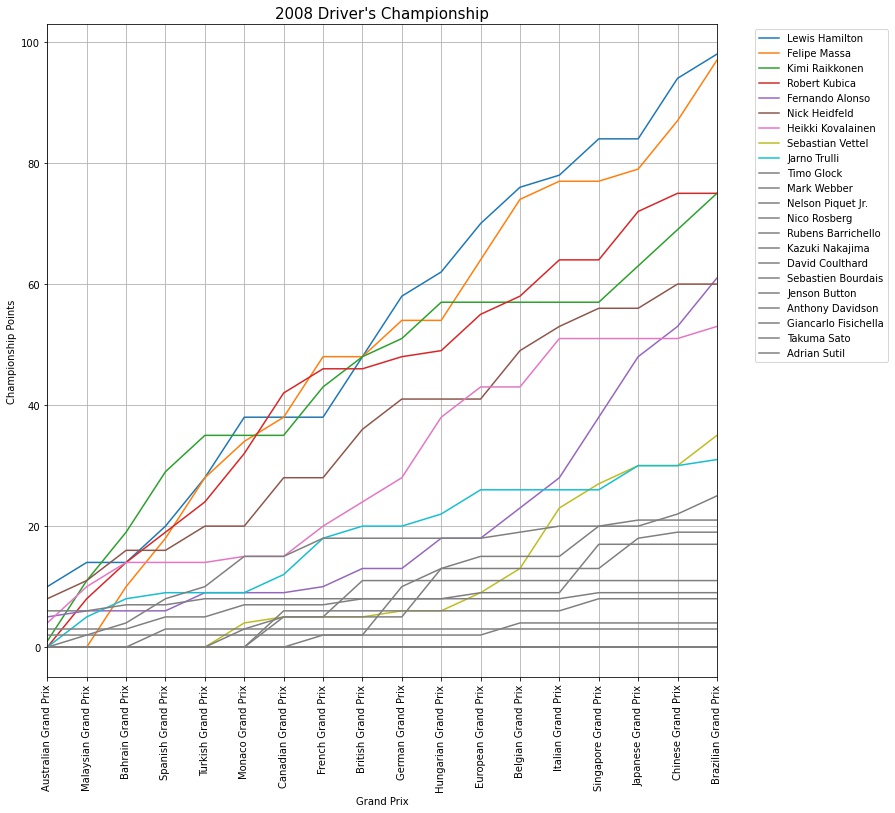 2008 Driver's Championship
Championship Points
100
80
60
40
20
0
Australian Grand Prix
Malaysian Grand Prix
Bahrain Grand Prix
Spanish Grand Prix
Turkish Grand Prix
Monaco Grand Prix
Canadian Grand Prix
French Grand Prix
British Grand Prix
German Grand Prix
Hungarian Grand Prix
European Grand Prix
Belgian Grand Prix
Italian Grand Prix
Singapore Grand Prix
Japanese Grand Prix
Chinese Grand Prix
Brazilian Grand Prix
Grand Prix
Lewis Hamilton
Felipe Massa
Kimi Raikkonen
Robert Kubica
Fernando Alonso
Nick Heidfeld
Heikki Kovalainen
Sebastian Vettel
Jarno Trulli
Timo Glock
Mark Webber
Nelson Piquet Jr.
Nico Rosberg
Rubens Barrichello
Kazuki Nakajima
David Coulthard
Sebastien Bourdais
Jenson Button
Anthony Davidson
Giancarlo Fisichella
Takuma Sato
Adrian Sutil